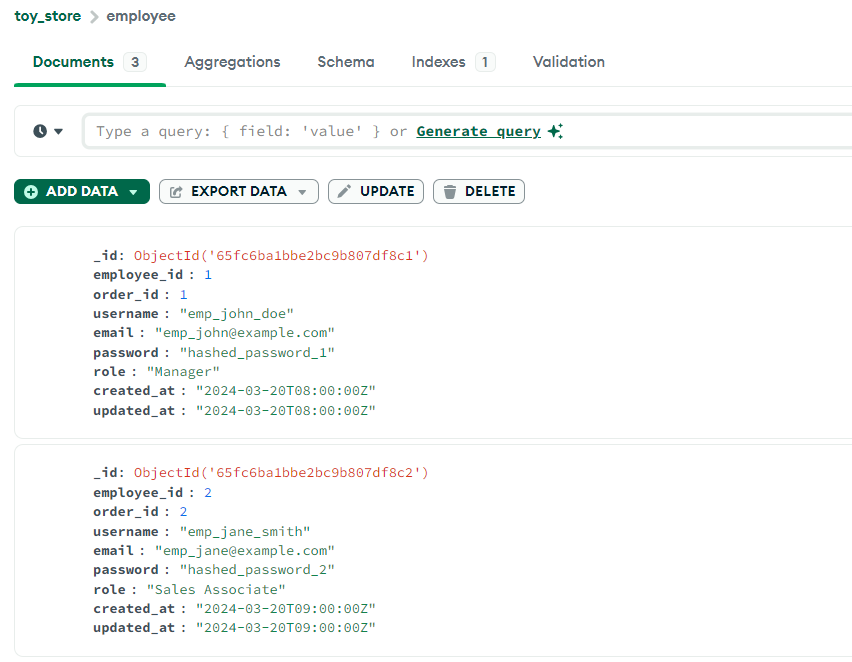 toy_store > employee
Documents 3 Aggregations Schema Indexes 1 Validation
Type a query: { field: 'value' } or Generate query
ADD DATA EXPORT DATA UPDATE DELETE
_id: ObjectId('65fc6ba1bbe2bc9b807df8c1')
employee_id : 1
order_id : 1
username : "emp_john_doe"
email : "emp_john@example.com"
password : "hashed_password_1"
role : "Manager"
created_at : "2024-03-20T08:00:00Z"
updated_at : "2024-03-20T08:00:00Z"
_id: ObjectId('65fc6ba1bbe2bc9b807df8c2')
employee_id : 2
order_id : 2
username : "emp_jane_smith"
email : "emp_jane@example.com"
password : "hashed_password_2"
role : "Sales Associate"
created_at : "2024-03-20T09:00:00Z"
updated_at : "2024-03-20T09:00:00Z"